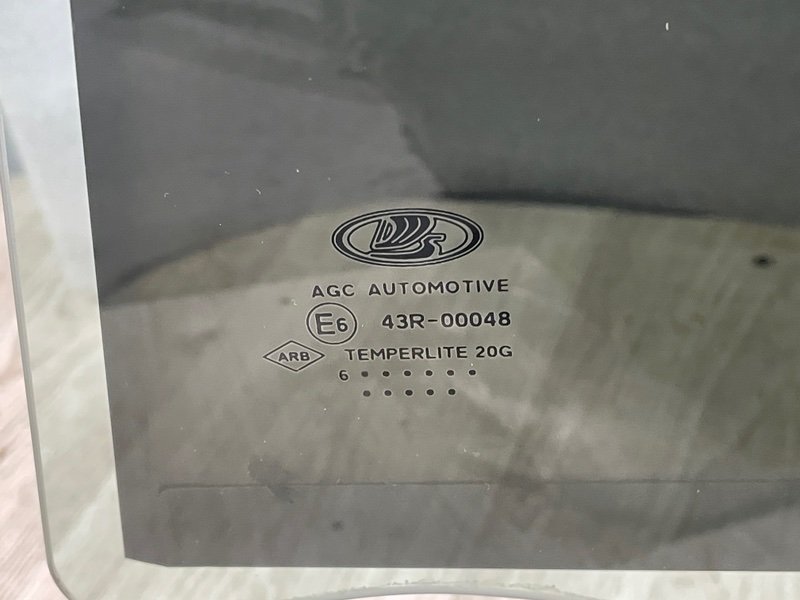 AGC AUTOMOTIVE
E6 43R-00048
ARB TEMPERLITE 20G
6 • • • • • •
• • • • •